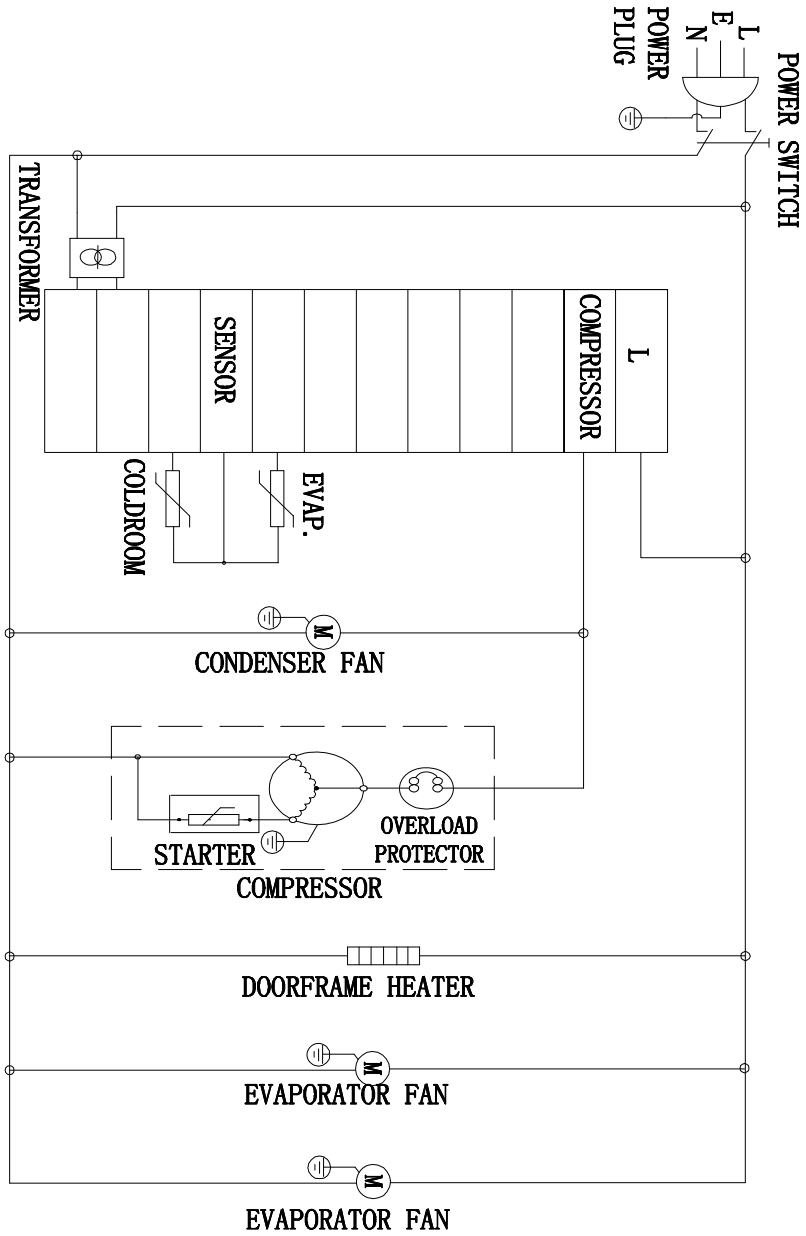 POWER SWITCH
L
E
N
POWER
PLUG
TRANSFORMER
SENSOR
COMPRESSOR
L
COLDROOM
EVAP.
M
CONDENSER FAN
OVERLOAD
PROTECTOR
STARTER
COMPRESSOR
DOORFRAME HEATER
M
EVAPORATOR FAN
M
EVAPORATOR FAN